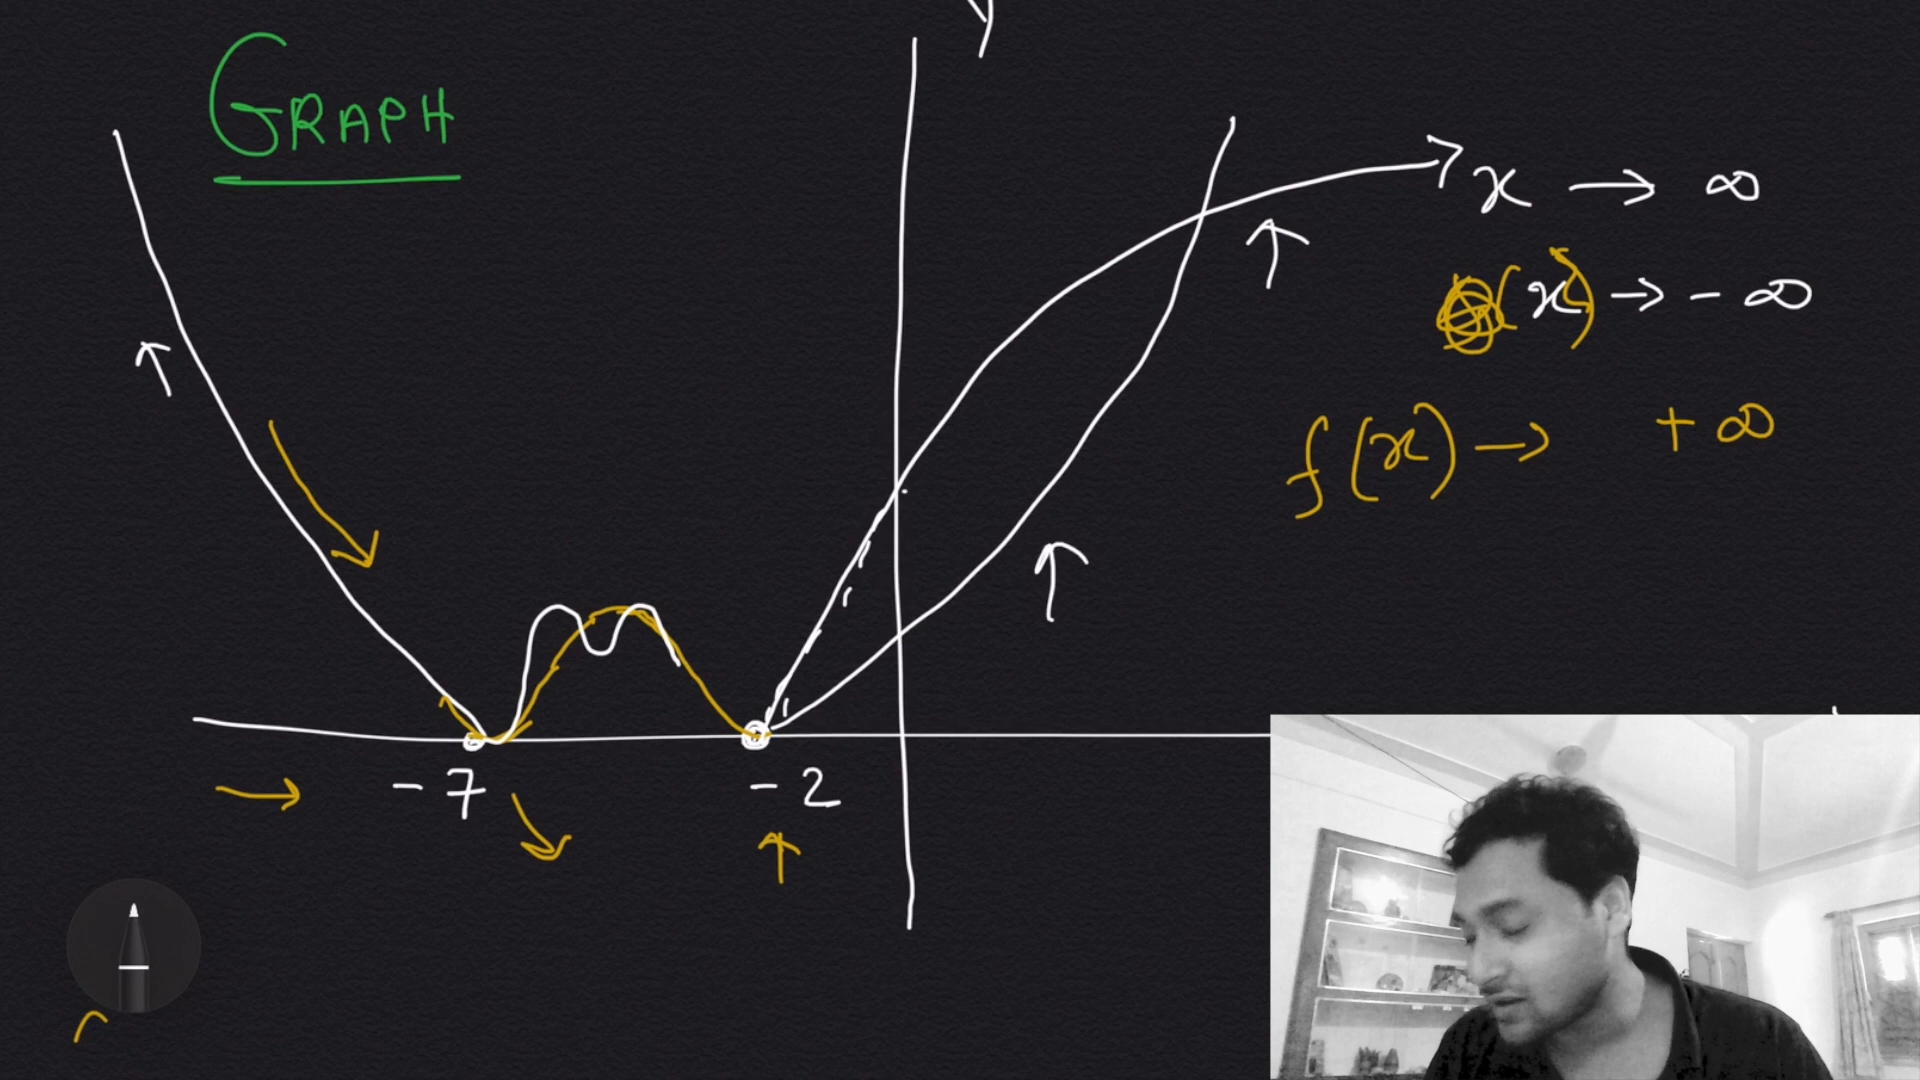 y
GRAPH
x → ∞
(x) → - ∞
f(x) → + ∞
-7 -2